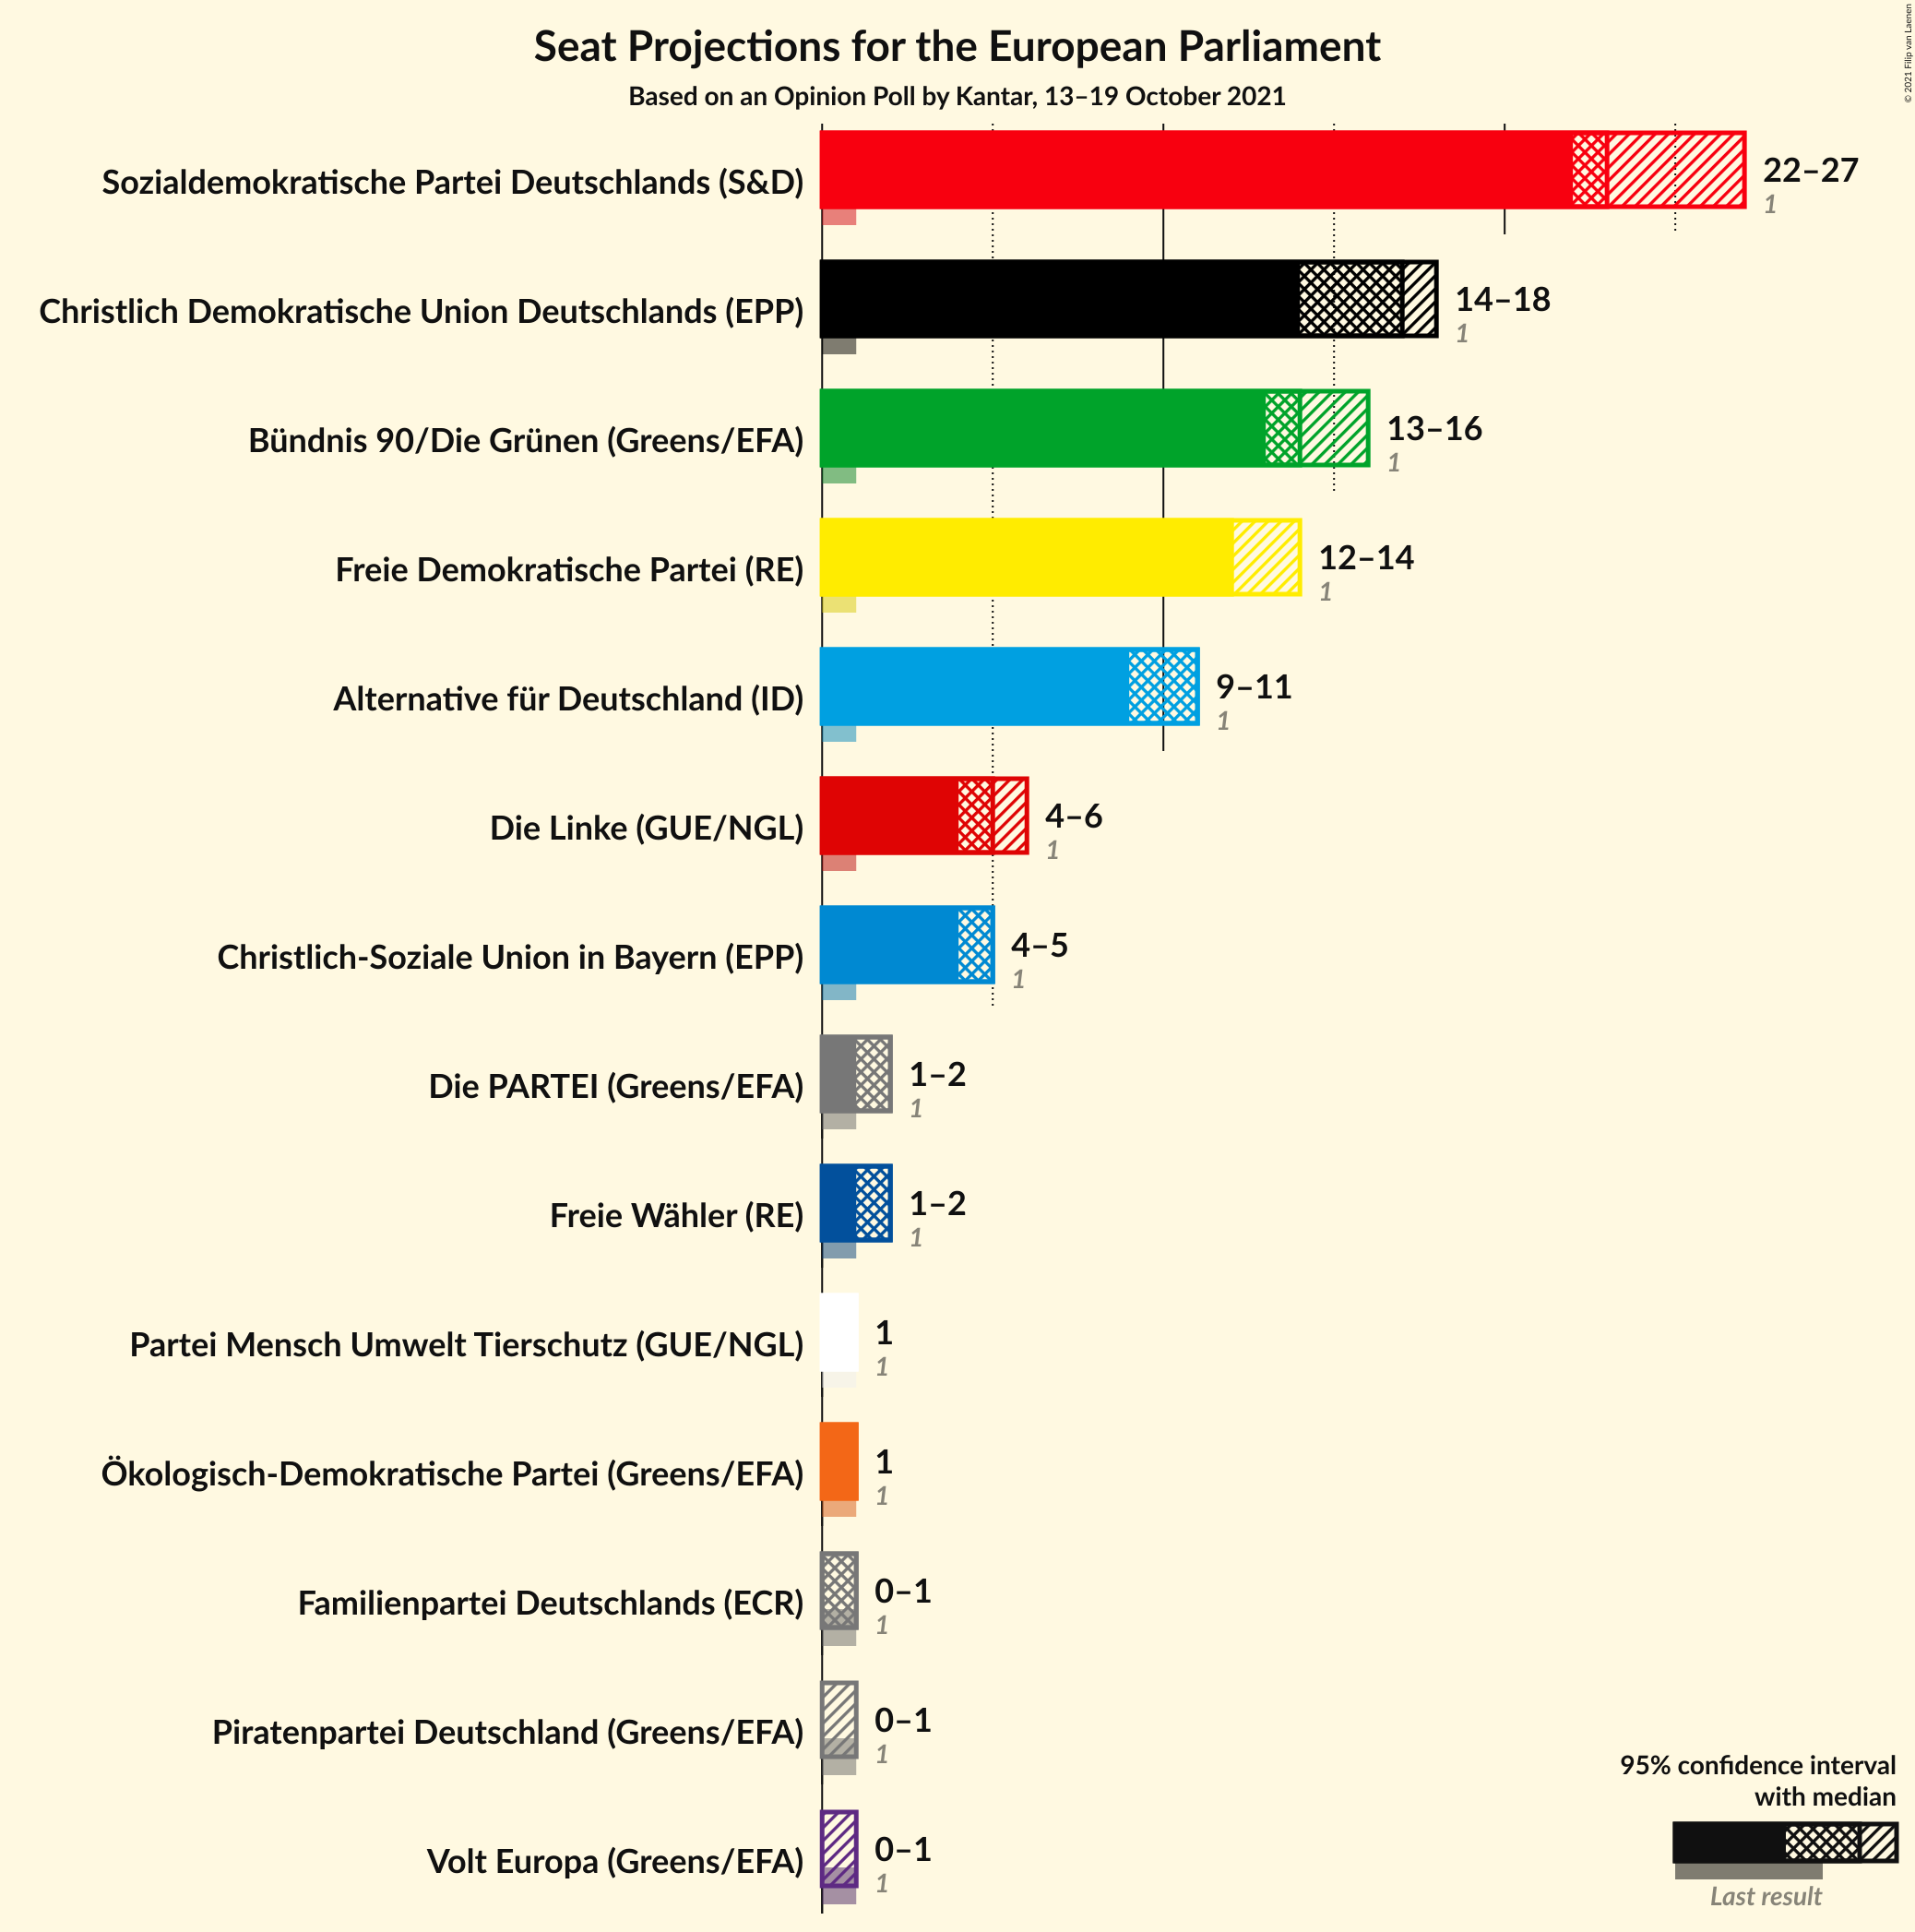 Seat Projections for the European Parliament
Based on an Opinion Poll by Kantar, 13–19 October 2021
© 2021 Filip van Laenen
Sozialdemokratische Partei Deutschlands (S&D)
22–27
1
Christlich Demokratische Union Deutschlands (EPP)
14–18
1
Bündnis 90/Die Grünen (Greens/EFA)
13–16
1
Freie Demokratische Partei (RE)
12–14
1
Alternative für Deutschland (ID)
9–11
1
Die Linke (GUE/NGL)
4–6
1
Christlich-Soziale Union in Bayern (EPP)
4–5
1
Die PARTEI (Greens/EFA)
1–2
1
Freie Wähler (RE)
1–2
1
Partei Mensch Umwelt Tierschutz (GUE/NGL)
1
1
Ökologisch-Demokratische Partei (Greens/EFA)
1
1
Familienpartei Deutschlands (ECR)
0–1
1
Piratenpartei Deutschland (Greens/EFA)
0–1
1
Volt Europa (Greens/EFA)
0–1
1
95% confidence interval
with median
Last result